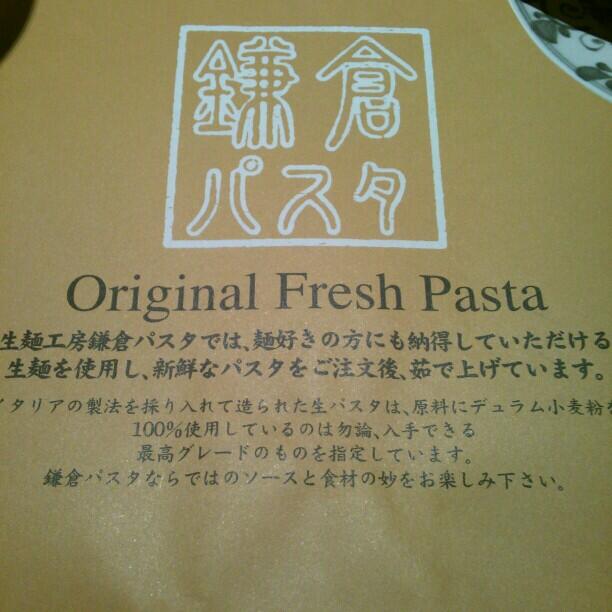 鎌倉
パスタ
Original Fresh Pasta
生麺工房鎌倉パスタでは、麺好きの方にも納得していただける
生麺を使用し、新鮮なパスタをご注文後、茹で上げています。
イタリアの製法を採り入れて造られた生パスタは、原料にデュラム小麦粉を
100%使用しているのは勿論、入手できる
最高グレードのものを指定しています。
鎌倉パスタならではのソースと食材の妙をお楽しみ下さい。